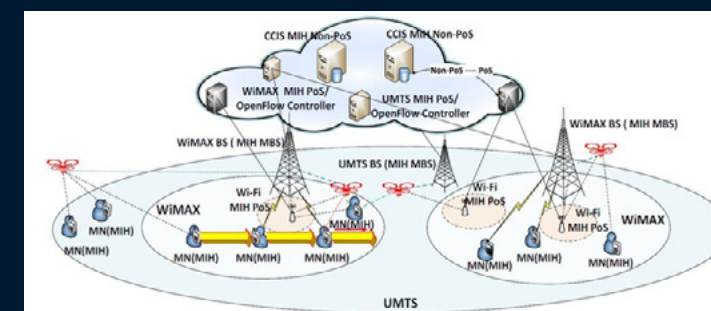 CCIS MIH Non-PoS
CCIS MIH Non-PoS
Non-PoS --- PoS
WiMAX MIH PoS/
OpenFlow Controller
UMTS MIH PoS/
OpenFlow Controller
WiMAX BS ( MIH MBS)
WiMAX BS ( MIH MBS)
UMTS BS (MIH MBS)
Wi-Fi
MIH PoS
WiMAX
Wi-Fi
MIH PoS
Wi-Fi
MIH PoS
WiMAX
MN(MIH)
MN(MIH)
MN(MIH)
MN(MIH)
MN(MIH)
MN(MIH)
MN(MIH)
MN(MIH)
MN(MIH)
UMTS